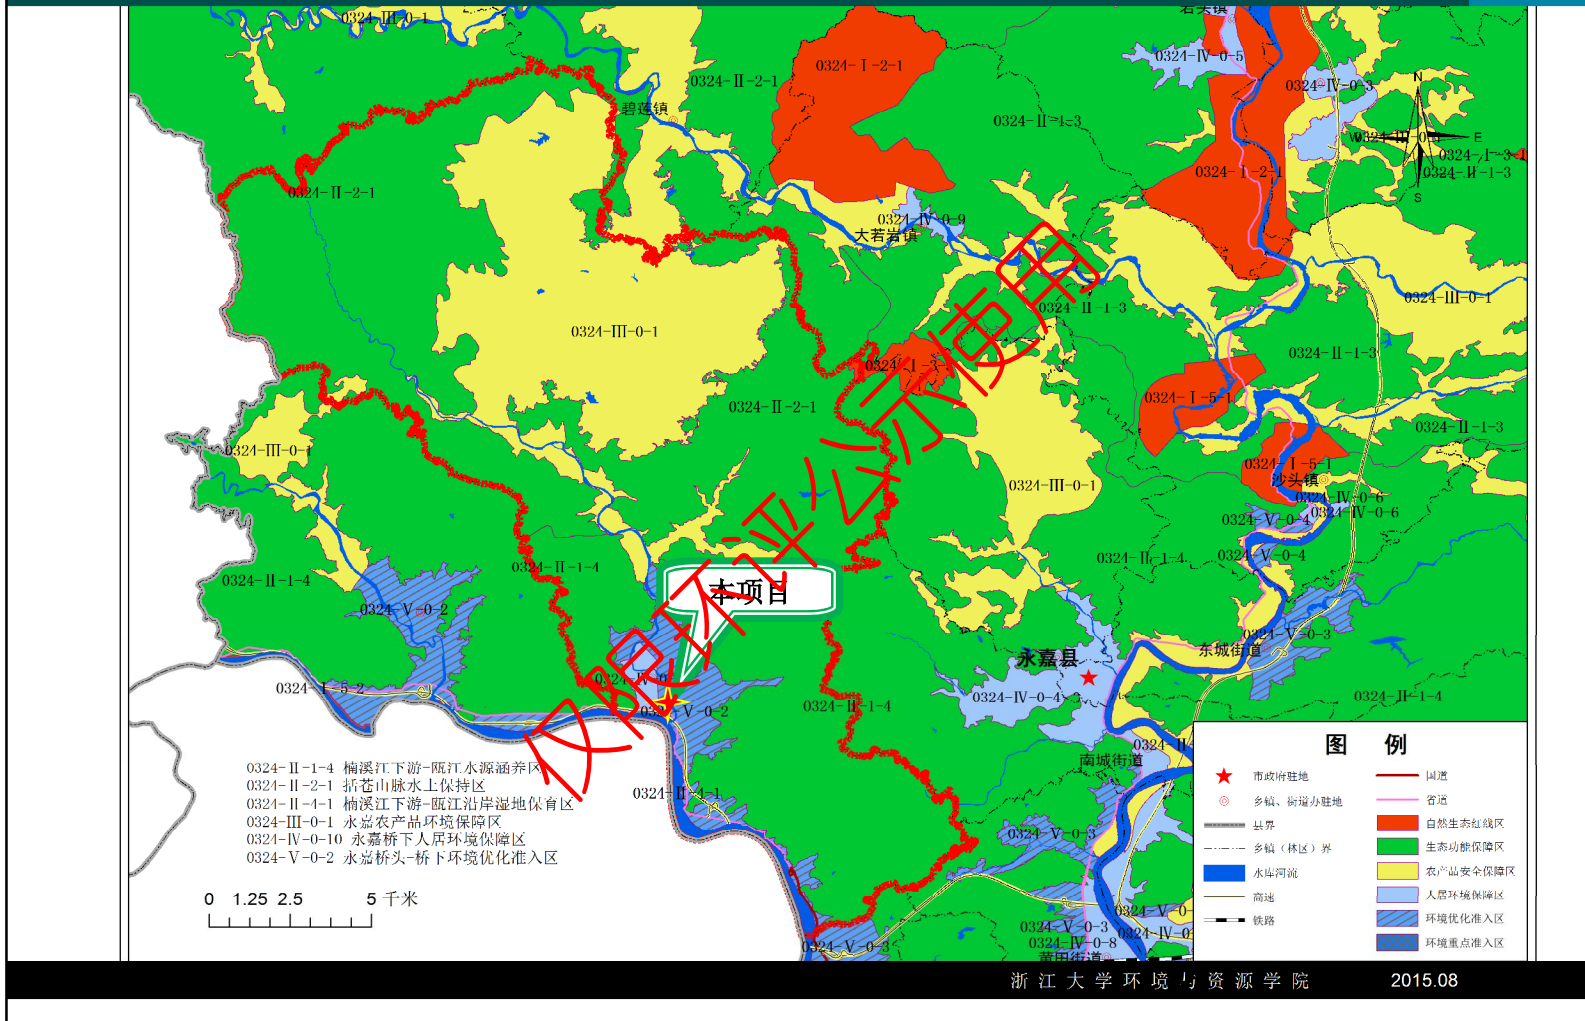 0324-Ⅲ-0-1
岩头镇
0324-Ⅳ-0-5
0324-Ⅰ-2-1
0324-Ⅱ-2-1
0324-Ⅳ-0-3
碧莲镇
0324-Ⅱ-1-3
N
W
E
S
0324-Ⅰ-3-1
0324-Ⅱ-1-3
0324-Ⅰ-2-1
0324-Ⅱ-2-1
0324-Ⅳ-0-9
大若岩镇
0324-Ⅲ-0-1
0324-Ⅱ-1-3
0324-Ⅲ-0-1
0324-Ⅱ-1-3
0324-Ⅰ-5-1
0324-Ⅱ-2-1
0324-Ⅱ-1-3
0324-Ⅲ-0-1
0324-Ⅰ-5-1
沙头镇
0324-Ⅲ-0-1
0324-Ⅳ-0-6
0324-Ⅳ-0-6
0324-Ⅴ-0-4
0324-Ⅴ-0-4
0324-Ⅱ-1-4
0324-Ⅱ-1-4
0324-Ⅱ-1-4
本项目
0324-Ⅴ-0-2
0324-Ⅴ-0-3
东城街道
永嘉县
0324-Ⅰ-5-2
0324-Ⅳ-0-4
0324-Ⅱ-1-4
0324-Ⅱ-1-4
0324-Ⅴ-0-2
南城街道
0324-Ⅱ-4-1
0324-Ⅴ-0-3
0324-Ⅴ-0-3
0324-Ⅴ-0-3
0324-Ⅳ-0-8
莆田街道
仅限环评公示使用
0324-Ⅱ-1-4 楠溪江下游-瓯江水源涵养区
0324-Ⅱ-2-1 括苍山脉水土保持区
0324-Ⅱ-4-1 楠溪江下游-瓯江沿岸湿地保育区
0324-Ⅲ-0-1 永嘉农产品环境保障区
0324-Ⅳ-0-10 永嘉桥下人居环境保障区
0324-Ⅴ-0-2 永嘉桥头-桥下环境优化准入区
0 1.25 2.5 5 千米
图 例
市政府驻地
乡镇、街道办驻地
县界
乡镇（林区）界
水库河流
高速
铁路
国道
省道
自然生态红线区
生态功能保障区
农产品安全保障区
人居环境保障区
环境优化准入区
环境重点准入区
浙江大学环境与资源学院 2015.08